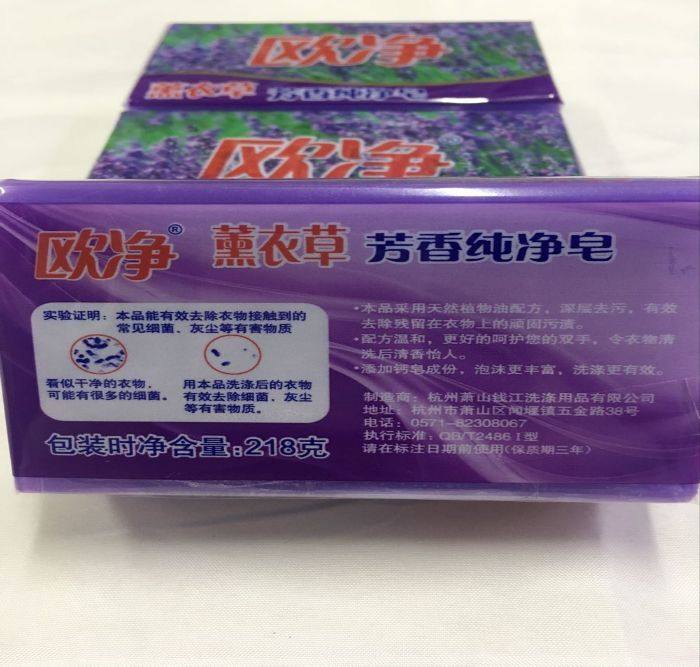 欧净
薰衣草 芳香纯净皂
欧净
欧净® 薰衣草 芳香纯净皂
实验证明：本品能有效去除衣物接触到的
常见细菌、灰尘等有害物质
看似干净的衣物，
可能有很多的细菌。
用本品洗涤后的衣物
有效去除细菌、灰尘
等有害物质。
包装时净含量：218克
·本品采用天然植物油配方，深层去污，有效
去除残留在衣物上的顽固污渍。
·配方温和，更好的呵护您的双手，令衣物清
洗后清香怡人。
·添加钙皂成份，泡沫更丰富，洗涤更有效。
制造商：杭州萧山钱江洗涤用品有限公司
地址：杭州市萧山区闻堰镇五金路38号
电话：0571-82308067
执行标准：QB/T2486 I型
请在标注日期前使用(保质期三年)